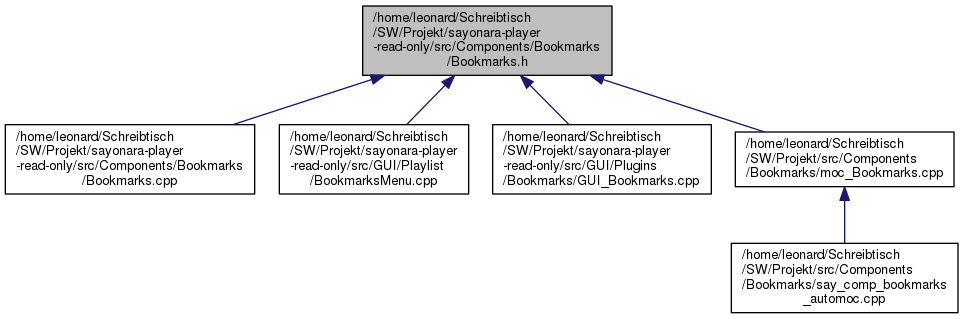 /home/leonard/Schreibtisch
/SW/Projekt/sayonara-player
-read-only/src/Components/Bookmarks
/Bookmarks.h
/home/leonard/Schreibtisch
/SW/Projekt/sayonara-player
-read-only/src/Components/Bookmarks
/Bookmarks.cpp
/home/leonard/Schreibtisch
/SW/Projekt/sayonara-player
-read-only/src/GUI/Playlist
/BookmarksMenu.cpp
/home/leonard/Schreibtisch
/SW/Projekt/sayonara-player
-read-only/src/GUI/Plugins
/Bookmarks/GUI_Bookmarks.cpp
/home/leonard/Schreibtisch
/SW/Projekt/src/Components
/Bookmarks/moc_Bookmarks.cpp
/home/leonard/Schreibtisch
/SW/Projekt/src/Components
/Bookmarks/say_comp_bookmarks
_automoc.cpp